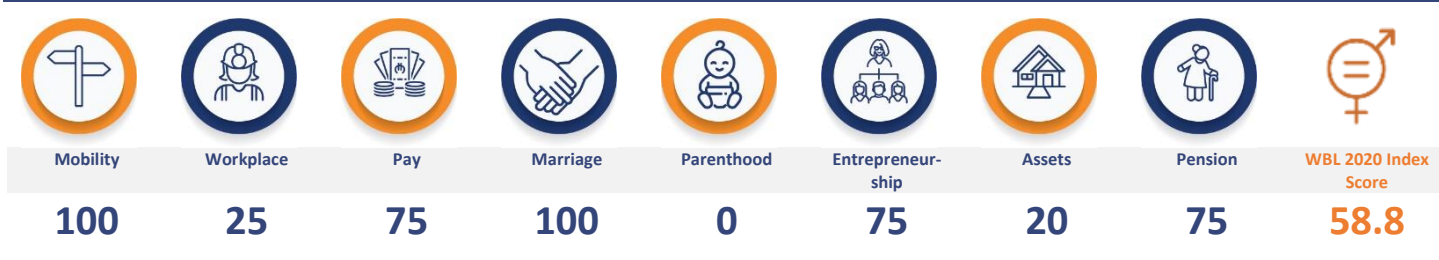 Mobility
Workplace
Pay
Marriage
Parenthood
Entrepreneur-
ship
Assets
Pension
WBL 2020 Index
Score
100
25
75
100
0
75
20
75
58.8